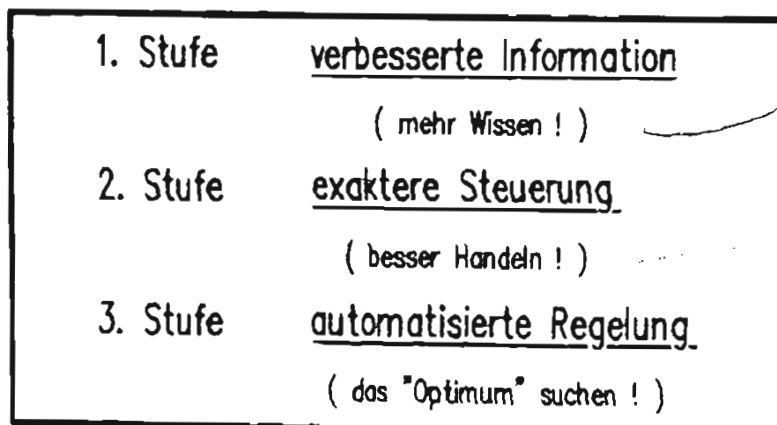 1. Stufe verbesserte Information
( mehr Wissen ! )
2. Stufe exaktere Steuerung
( besser Handeln ! )
3. Stufe automatisierte Regelung
( das "Optimum" suchen ! )